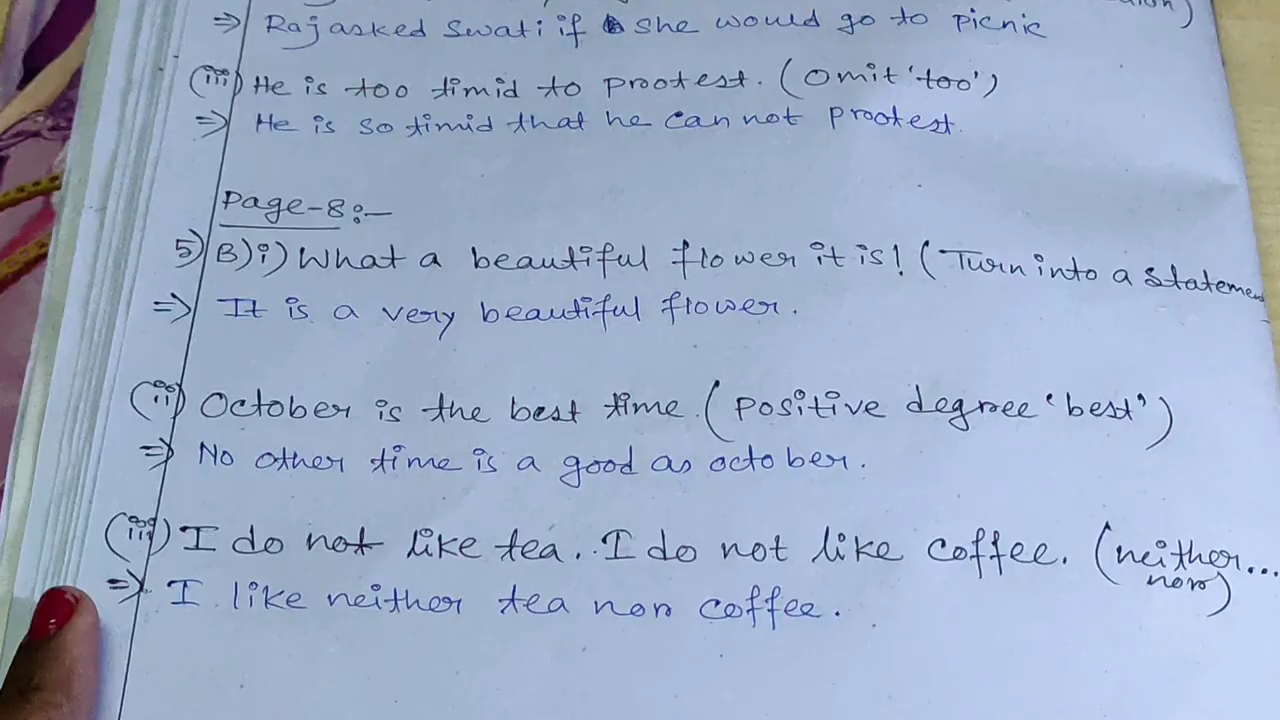 ⇒ Raj asked Swati if she would go to picnic
(iii) He is too timid to protest. (Omit 'too')
⇒ He is so timid that he can not protest.
Page-8:-
5) B) i) What a beautiful flower it is! (Turn into a stateme
⇒ It is a very beautiful flower.
(ii) October is the best time. (Positive degree 'best')
⇒ No other time is a good as october.
(iii) I do not like tea. I do not like coffee. (neither...
nor)
⇒ I like neither tea nor coffee.